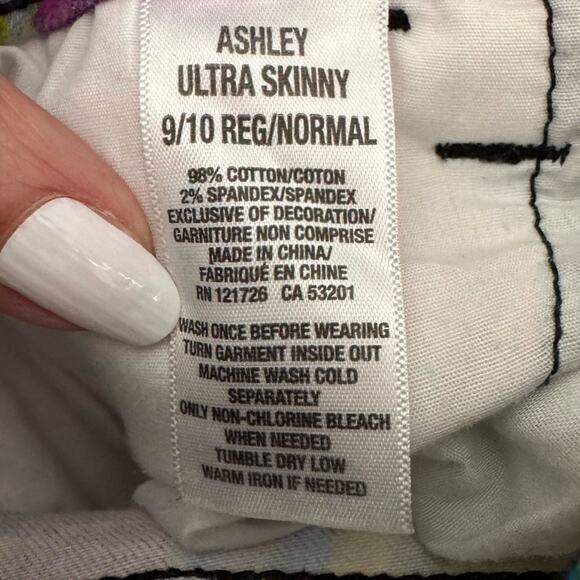 ASHLEY
ULTRA SKINNY
9/10 REG/NORMAL
98% COTTON/COTON
2% SPANDEX/SPANDEX
EXCLUSIVE OF DECORATION/
GARNITURE NON COMPRISE
MADE IN CHINA/
FABRIQUÉ EN CHINE
RN 121726 CA 53201
WASH ONCE BEFORE WEARING
TURN GARMENT INSIDE OUT
MACHINE WASH COLD
SEPARATELY
ONLY NON-CHLORINE BLEACH
WHEN NEEDED
TUMBLE DRY LOW
WARM IRON IF NEEDED